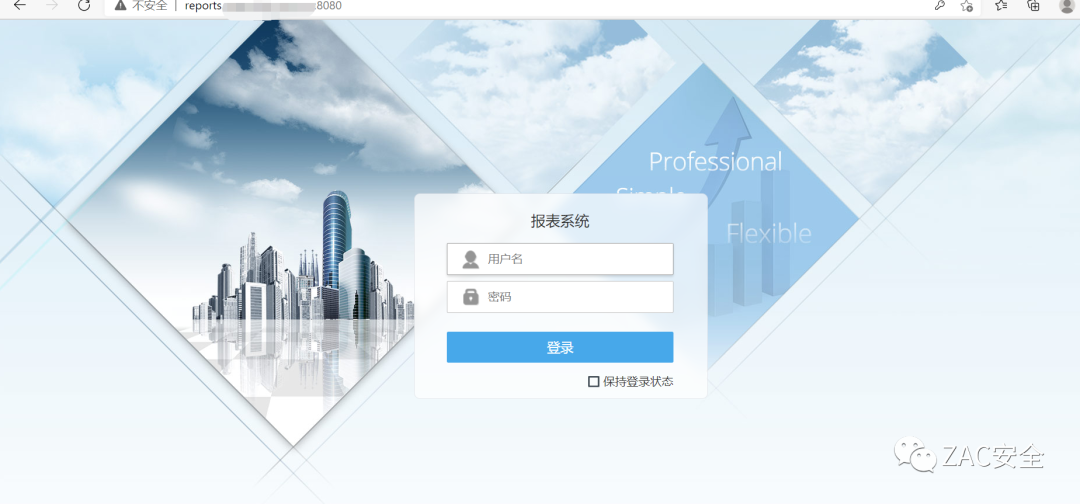 不安全 | reports :8080
Professional
Simple
Flexible
报表系统
用户名
密码
登录
保持登录状态
ZAC安全